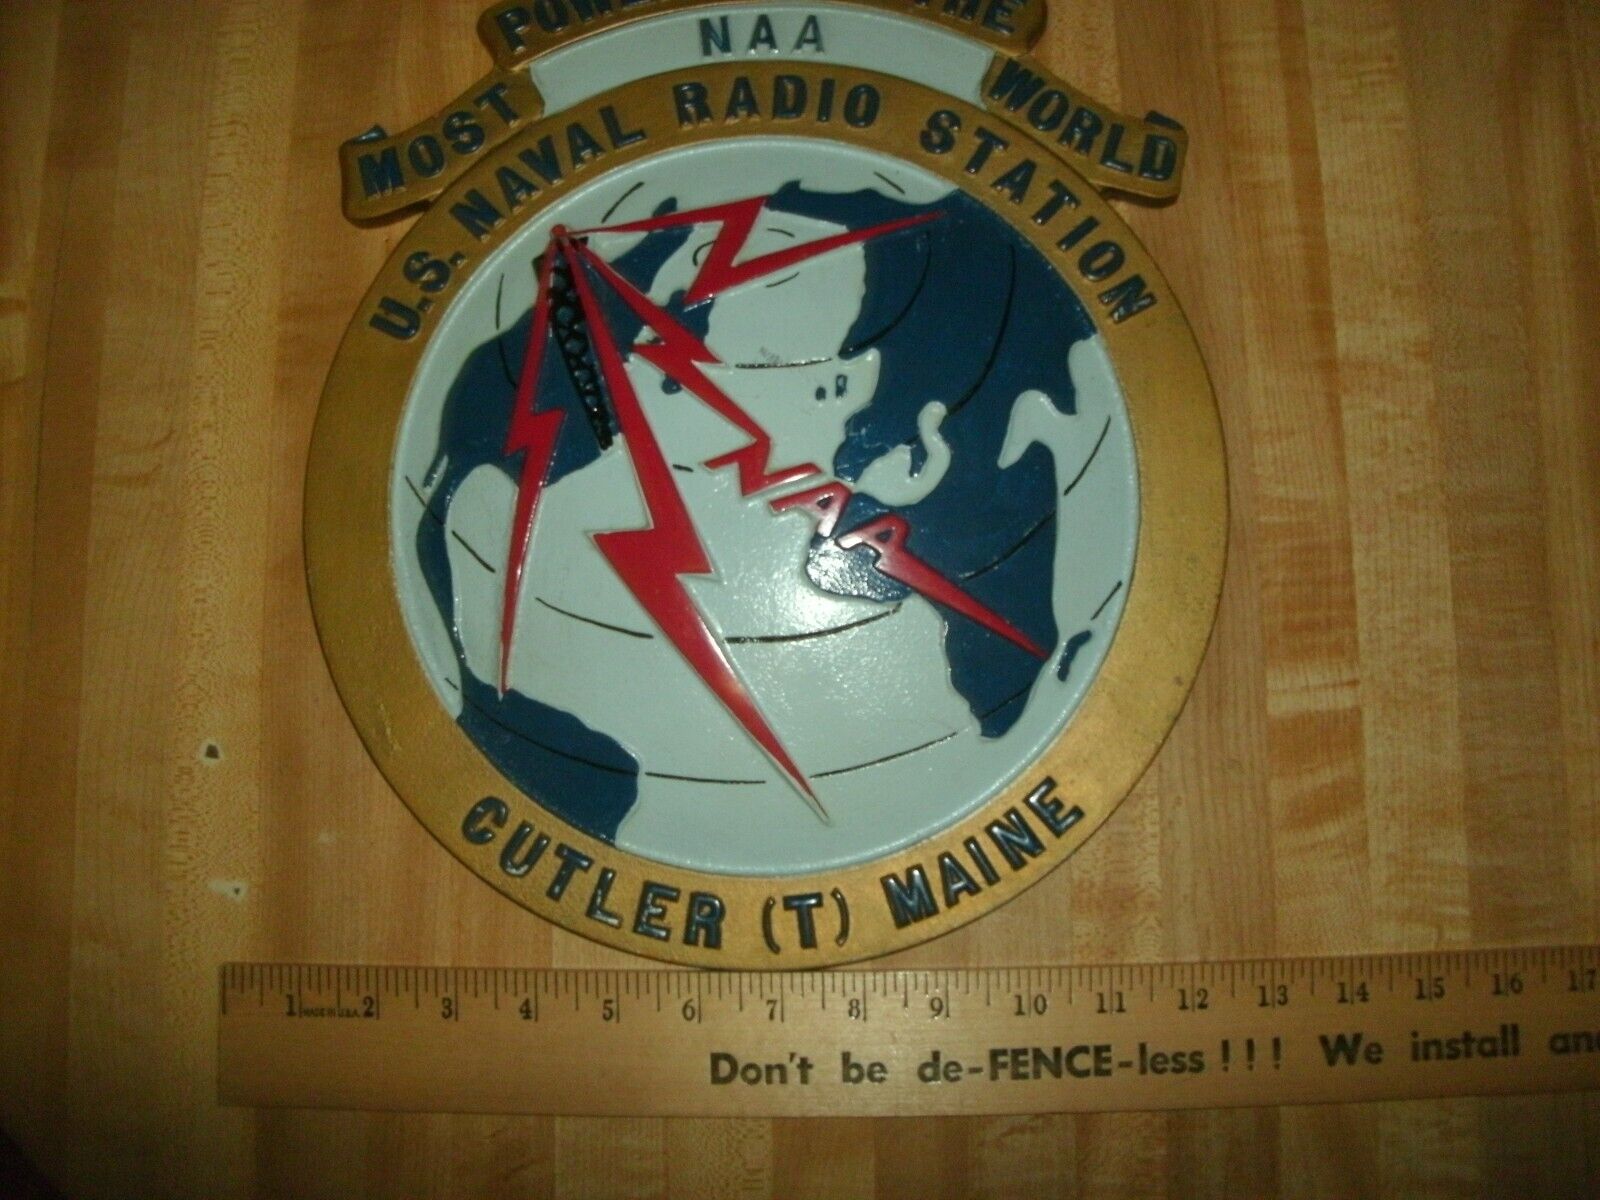 NAA
MOST WORLD
U.S. NAVAL RADIO STATION
NAA
CUTLER (T) MAINE
1 2 3 4 5 6 7 8 9 10 11 12 13 14 15 16 17
MADE IN U.S.A.
Don't be de-FENCE-less!!! We install